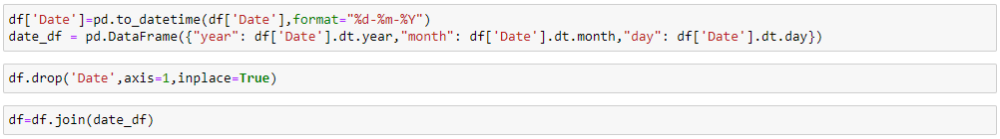 df['Date']=pd.to_datetime(df['Date'],format="%d-%m-%Y")
date_df = pd.DataFrame({"year": df['Date'].dt.year,"month": df['Date'].dt.month,"day": df['Date'].dt.day})
df.drop('Date',axis=1,inplace=True)
df=df.join(date_df)